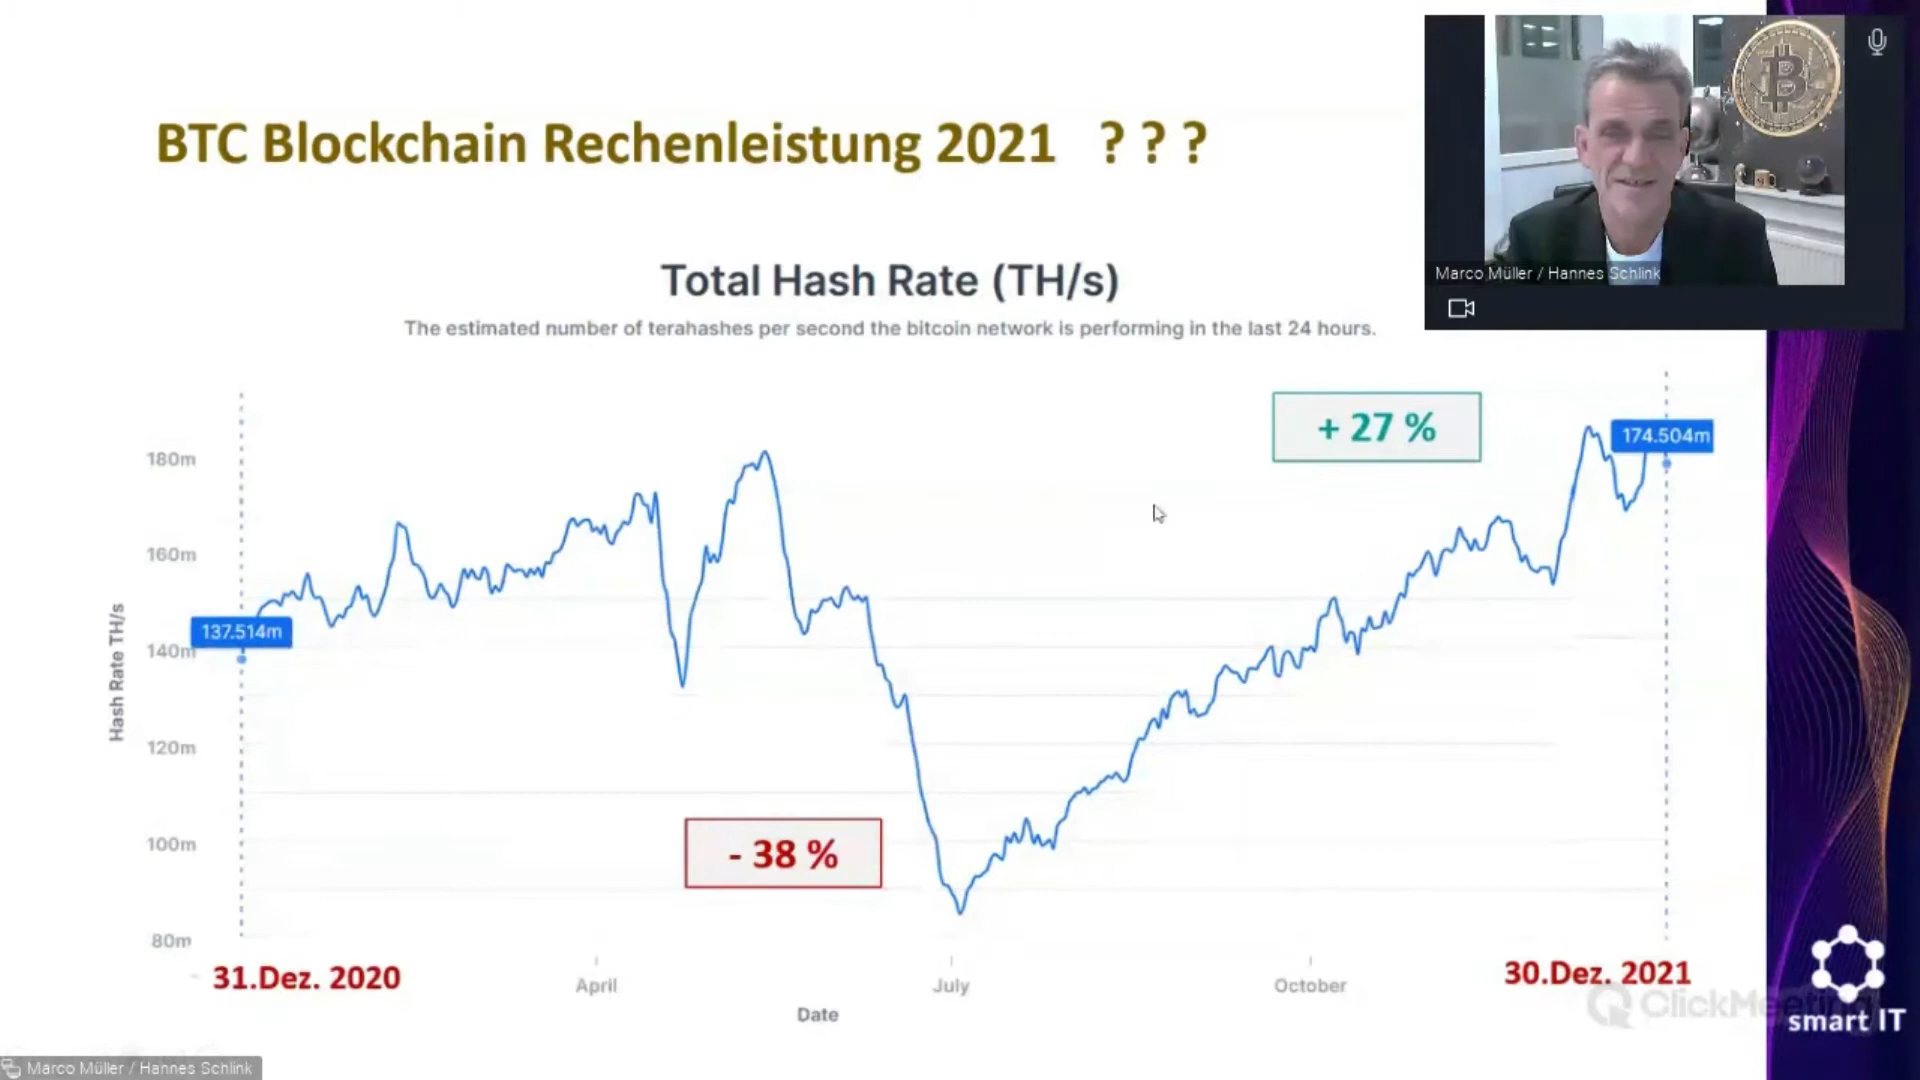 BTC Blockchain Rechenleistung 2021 ? ? ?
Marco Müller / Hannes Schlink
Total Hash Rate (TH/s)
The estimated number of terahashes per second the bitcoin network is performing in the last 24 hours.
+ 27 %
174.504m
180m
160m
137.514m
140m
Hash Rate TH/s
120m
- 38 %
100m
80m
31.Dez. 2020
April
July
October
30.Dez. 2021
Date
ClickMeeting
smart IT
Marco Müller / Hannes Schlink